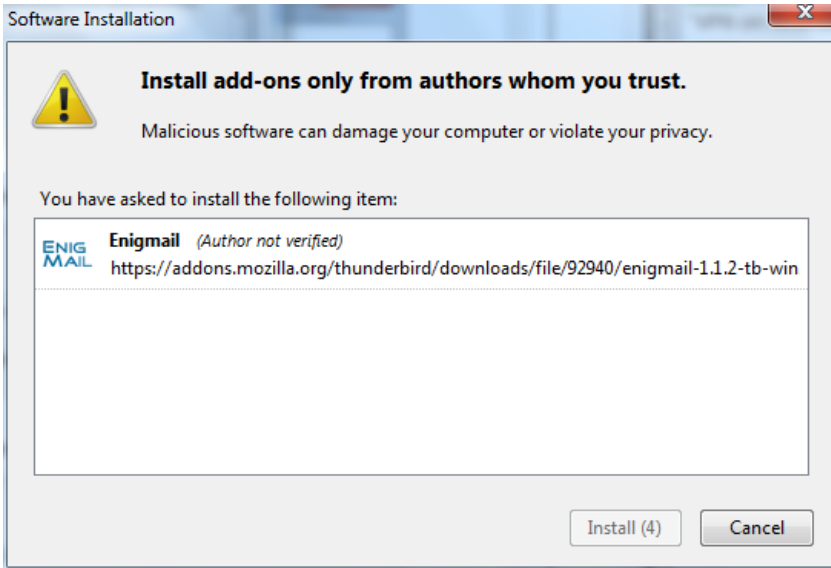 Software Installation
Install add-ons only from authors whom you trust.
Malicious software can damage your computer or violate your privacy.
You have asked to install the following item:
ENIG
MAIL
Enigmail (Author not verified)
https://addons.mozilla.org/thunderbird/downloads/file/92940/enigmail-1.1.2-tb-win
Install (4)
Cancel